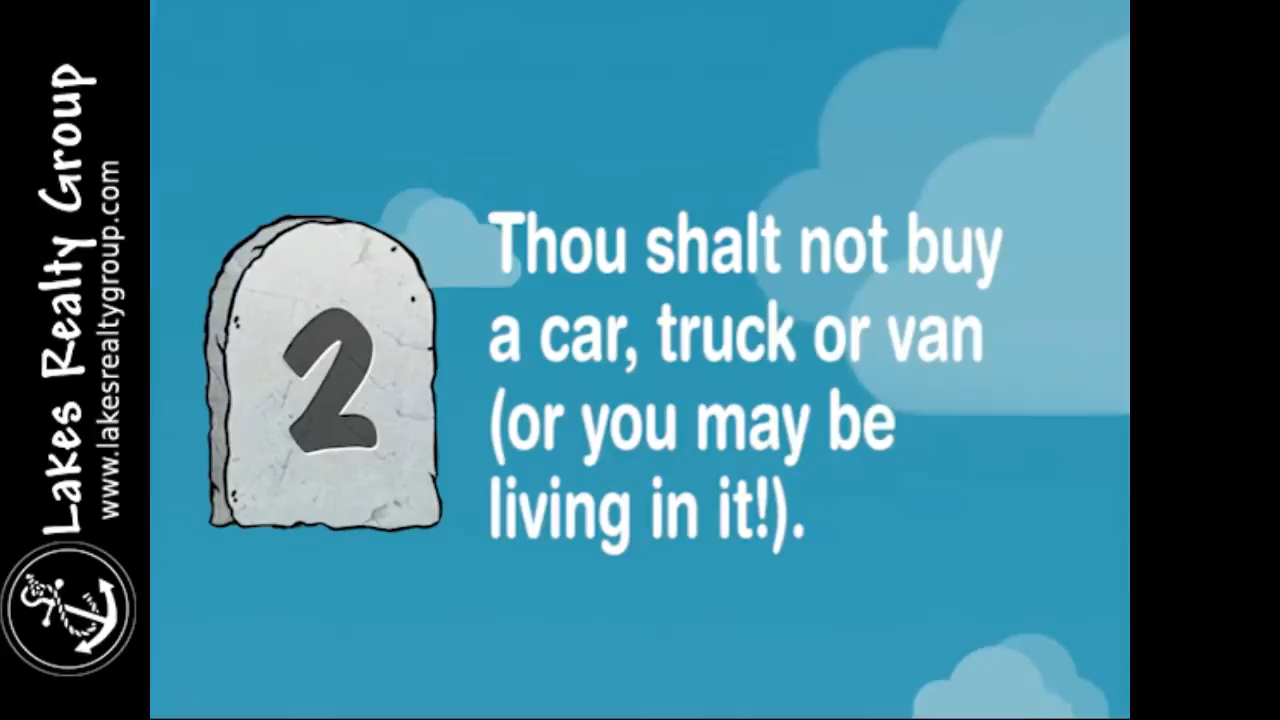 Lakes Realty Group
www.lakesrealtygroup.com
2
Thou shalt not buy
a car, truck or van
(or you may be
living in it!).